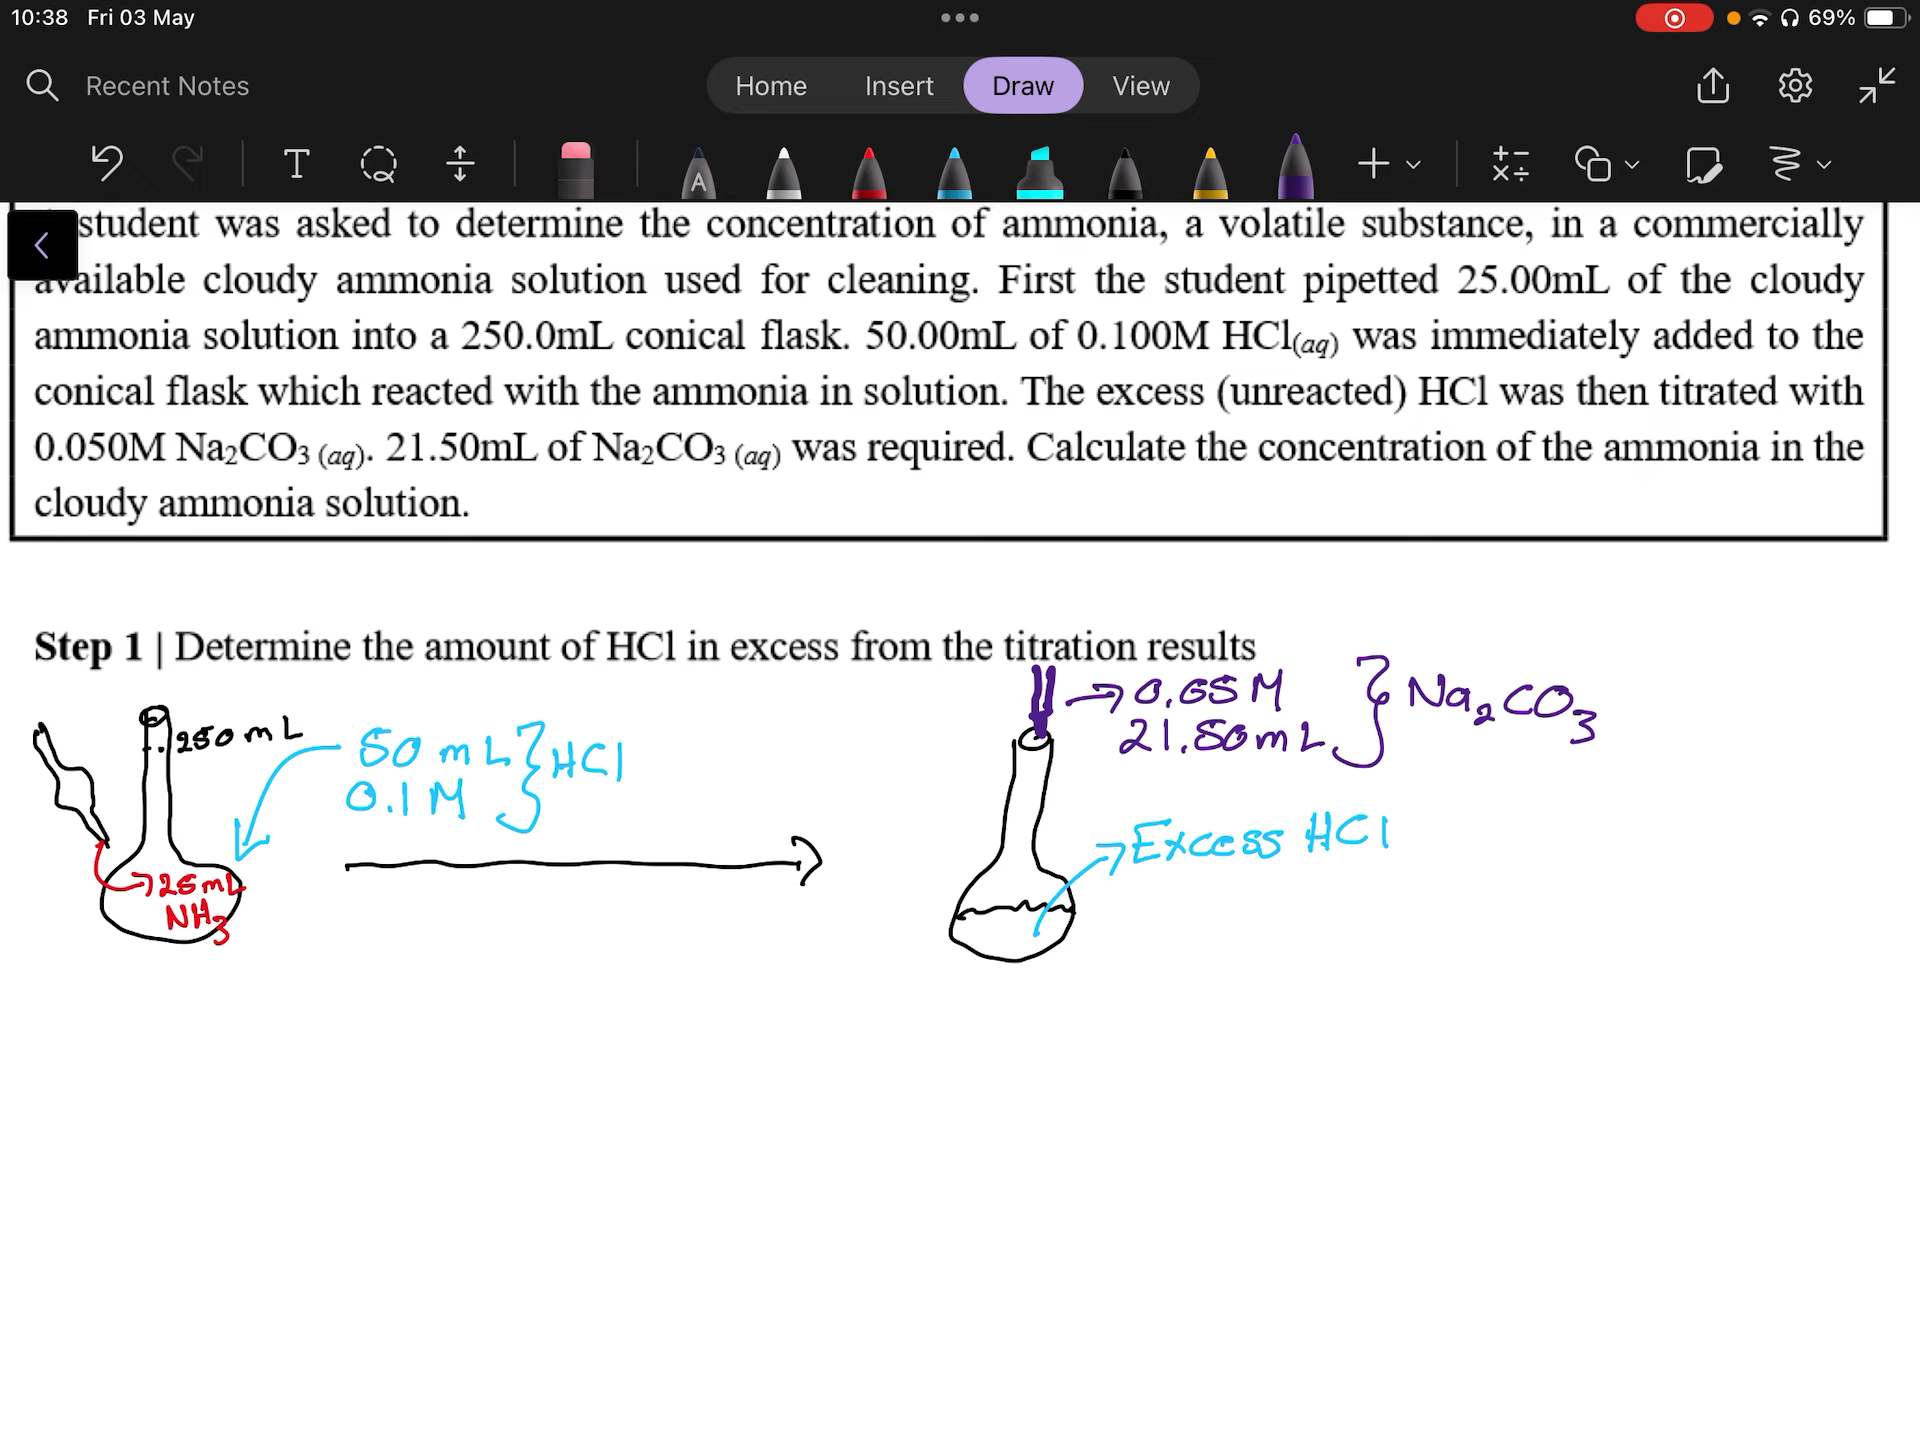 10:38 Fri 03 May
69%
Recent Notes
Home Insert Draw View
T
A
student was asked to determine the concentration of ammonia, a volatile substance, in a commercially
available cloudy ammonia solution used for cleaning. First the student pipetted 25.00mL of the cloudy
ammonia solution into a 250.0mL conical flask. 50.00mL of 0.100M HCl(aq) was immediately added to the
conical flask which reacted with the ammonia in solution. The excess (unreacted) HCl was then titrated with
0.050M Na₂CO₃ (aq). 21.50mL of Na₂CO₃ (aq) was required. Calculate the concentration of the ammonia in the
cloudy ammonia solution.
Step 1 | Determine the amount of HCl in excess from the titration results
250 mL
50 mL
0.1 M
HCl
25 mL
NH₃
0.05 M
21.50 mL
Na₂CO₃
Excess HCl